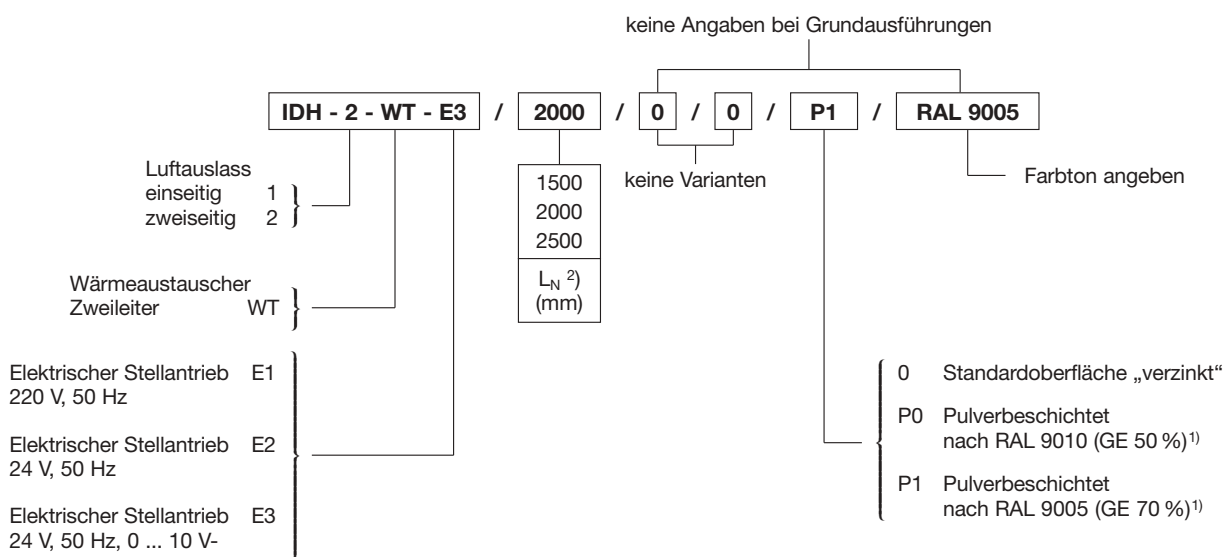 keine Angaben bei Grundausführungen
IDH - 2 - WT - E3 / 2000 / 0 / 0 / P1 / RAL 9005
Luftauslass
einseitig 1
zweiseitig 2
1500
2000
2500
LN 2)
(mm)
keine Varianten
Farbton angeben
Wärmeaustauscher
Zweileiter WT
Elektrischer Stellantrieb E1
220 V, 50 Hz
Elektrischer Stellantrieb E2
24 V, 50 Hz
Elektrischer Stellantrieb E3
24 V, 50 Hz, 0 ... 10 V-
0 Standardoberfläche „verzinkt“
P0 Pulverbeschichtet
nach RAL 9010 (GE 50 %)1)
P1 Pulverbeschichtet
nach RAL 9005 (GE 70 %)1)